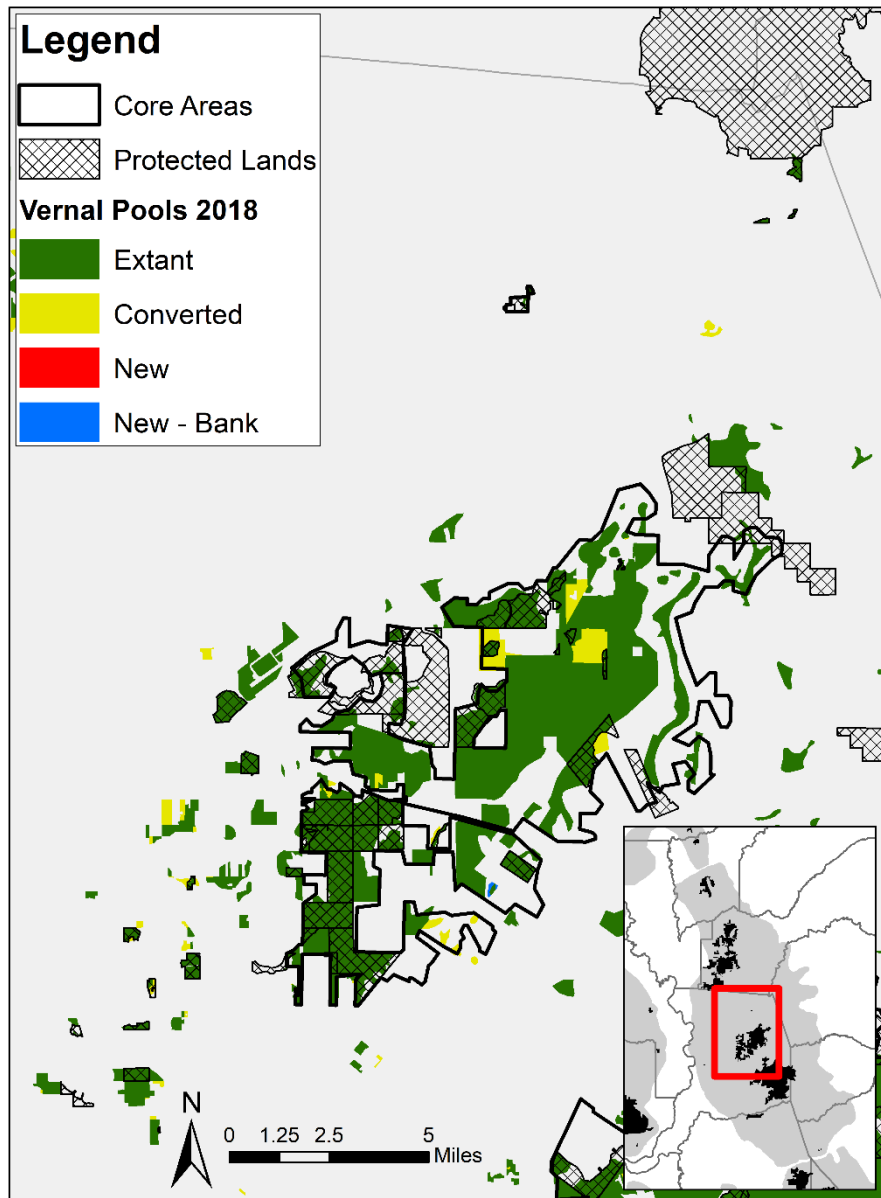 Legend
Core Areas
Protected Lands
Vernal Pools 2018
Extant
Converted
New
New - Bank
N
0 1.25 2.5 5
Miles